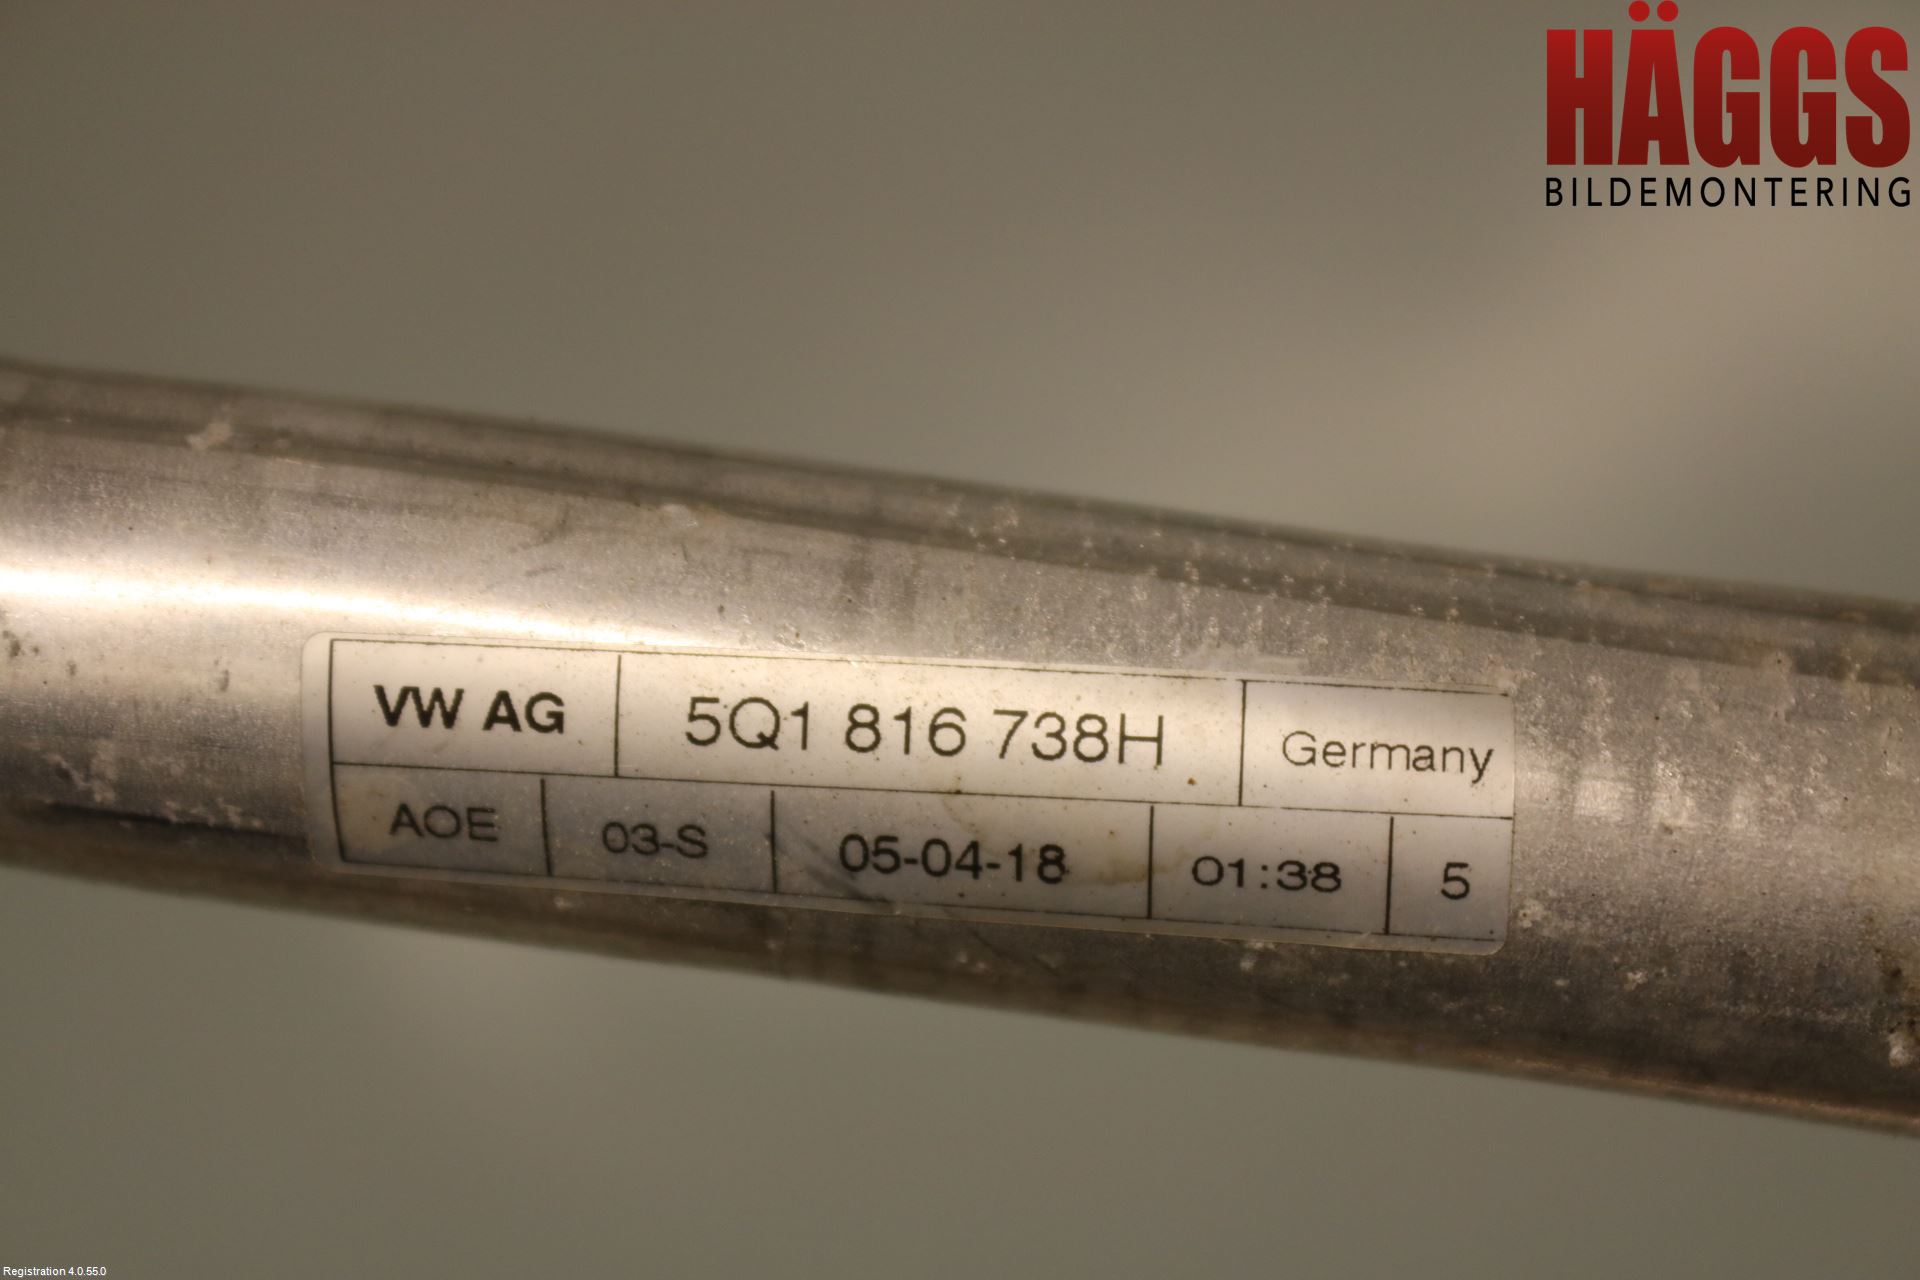 HÄGGS
BILDEMONTERING
VW AG 5Q1 816 738H Germany
AOE 03-S 05-04-18 01:38 5
Registration 4.0.55.0